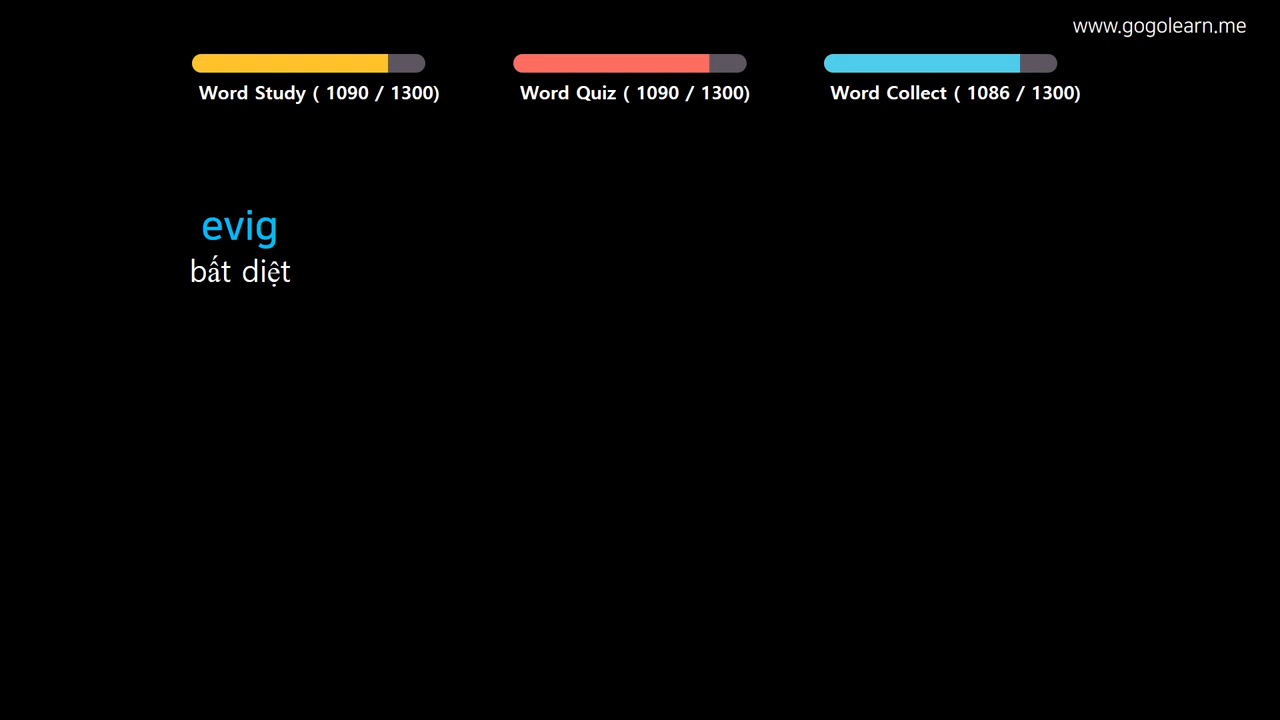 www.gogolearn.me
Word Study ( 1090 / 1300)
Word Quiz ( 1090 / 1300)
Word Collect ( 1086 / 1300)
evig
bất diệt